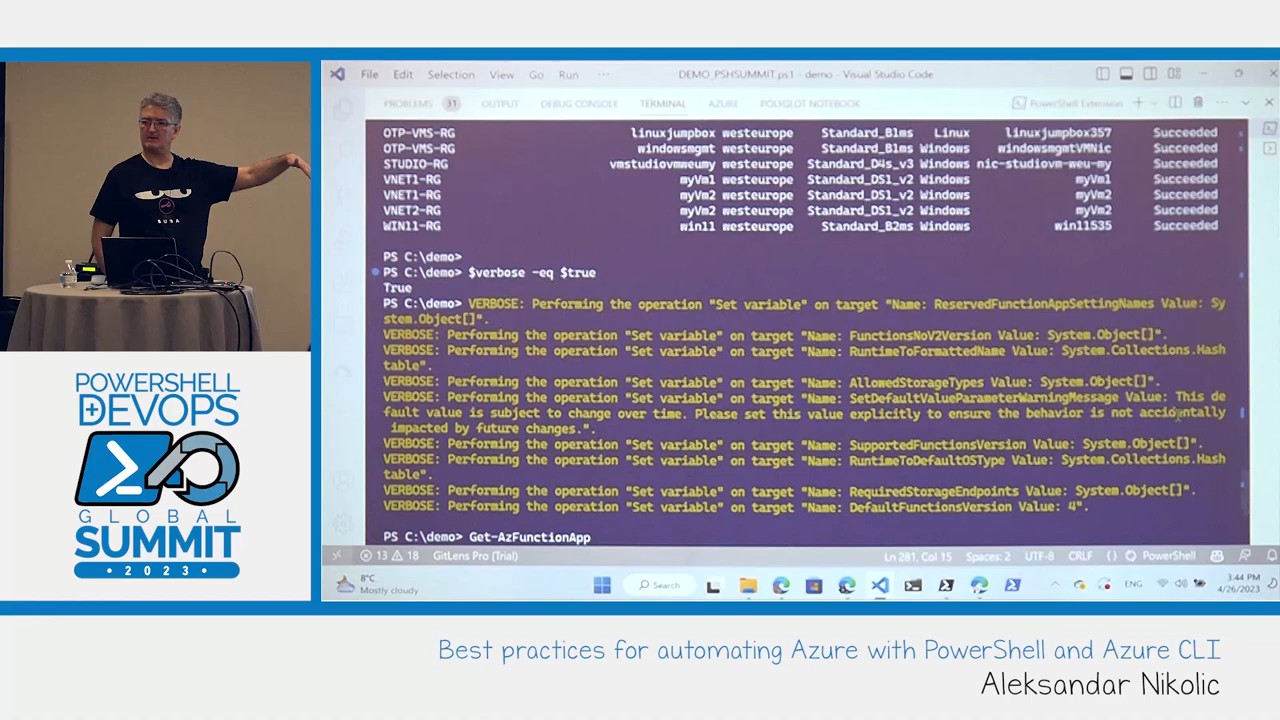 File Edit Selection View Go Run ··· DEMO_PSHSUMMIT.ps1 - demo - Visual Studio Code
PROBLEMS 31 OUTPUT DEBUG CONSOLE TERMINAL AZURE POLYGLOT NOTEBOOK PowerShell Extension
OTP-VMS-RG linuxjumpbox westeurope Standard_B1ms Linux linuxjumpbox357 Succeeded
OTP-VMS-RG windowsmgmt westeurope Standard_B1ms Windows windowsmgmtVMNic Succeeded
STUDIO-RG vmstudiovmweumy westeurope Standard_D4s_v3 Windows nic-studiovm-weu-my Succeeded
VNET1-RG myVm1 westeurope Standard_DS1_v2 Windows myVm1 Succeeded
VNET1-RG myVm2 westeurope Standard_DS1_v2 Windows myVm2 Succeeded
VNET2-RG myVm2 westeurope Standard_DS1_v2 Windows myVm2 Succeeded
WIN11-RG win11 westeurope Standard_B2ms Windows win11535 Succeeded
PS C:\demo>
PS C:\demo> $verbose -eq $true
True
PS C:\demo> VERBOSE: Performing the operation "Set variable" on target "Name: ReservedFunctionAppSettingNames Value: Sy
stem.Object[]".
VERBOSE: Performing the operation "Set variable" on target "Name: FunctionsNoV2Version Value: System.Object[]".
VERBOSE: Performing the operation "Set variable" on target "Name: RuntimeToFormattedName Value: System.Collections.Hash
table".
VERBOSE: Performing the operation "Set variable" on target "Name: AllowedStorageTypes Value: System.Object[]".
VERBOSE: Performing the operation "Set variable" on target "Name: SetDefaultValueParameterWarningMessage Value: This de
fault value is subject to change over time. Please set this value explicitly to ensure the behavior is not accidentally
impacted by future changes.".
VERBOSE: Performing the operation "Set variable" on target "Name: SupportedFunctionsVersion Value: System.Object[]".
VERBOSE: Performing the operation "Set variable" on target "Name: RuntimeToDefaultOSType Value: System.Collections.Hash
table".
VERBOSE: Performing the operation "Set variable" on target "Name: RequiredStorageEndpoints Value: System.Object[]".
VERBOSE: Performing the operation "Set variable" on target "Name: DefaultFunctionsVersion Value: 4".
PS C:\demo> Get-AzFunctionApp
13 18 GitLens Pro (Trial) Ln 281, Col 15 Spaces: 2 UTF-8 CRLF {} PowerShell
8°C
Mostly cloudy
Search
ENG
3:44 PM
4/26/2023
BUBA
POWERSHELL
+DEVOPS
GLOBAL
SUMMIT
· 2023 ·
Best practices for automating Azure with PowerShell and Azure CLI
Aleksandar Nikolic